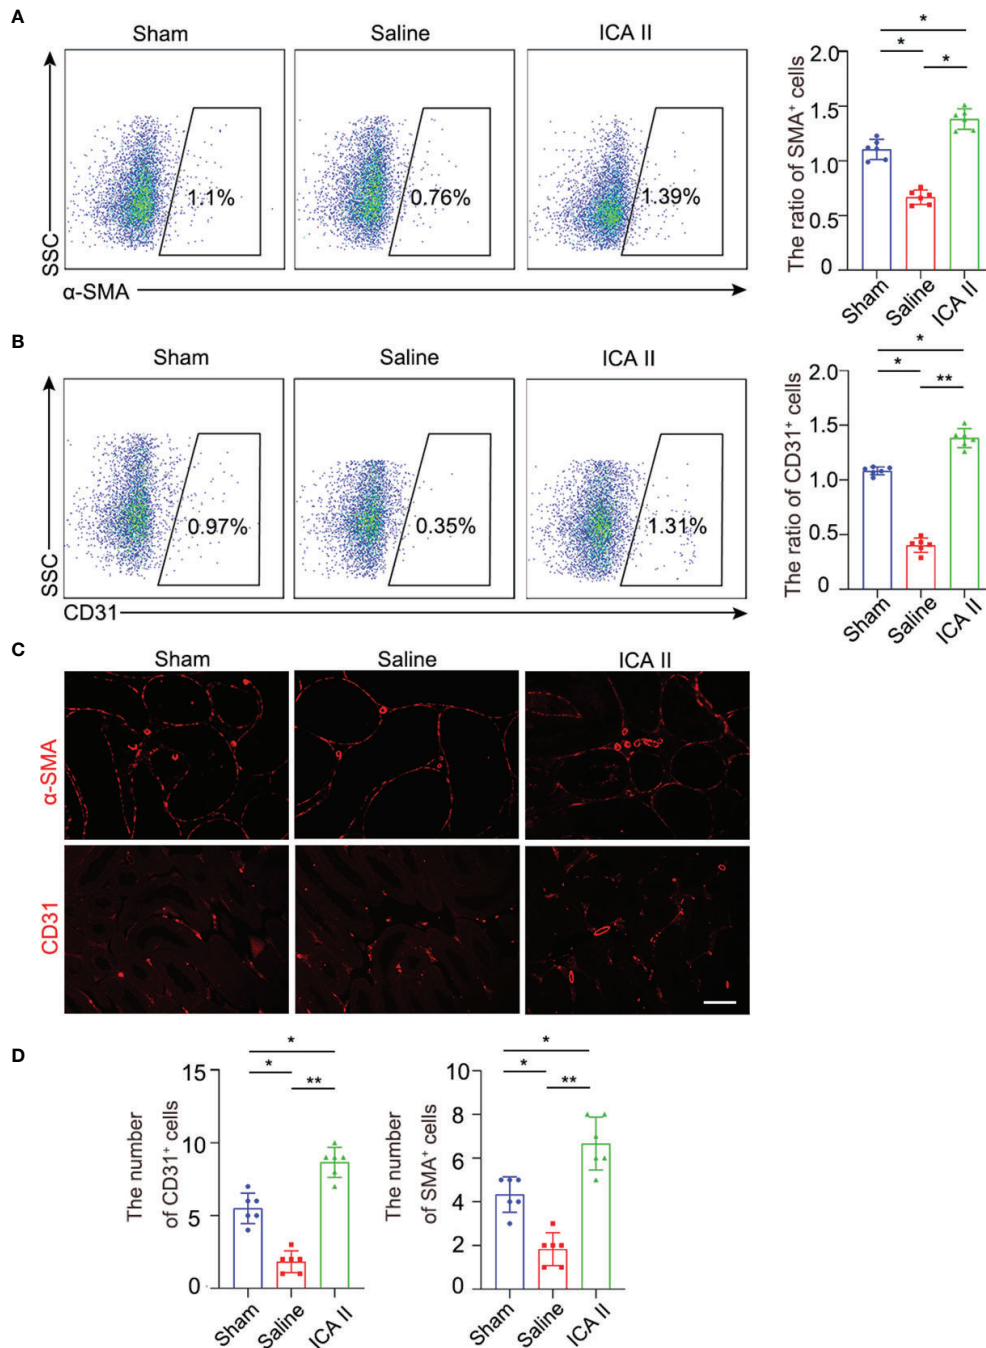 A
Sham Saline ICA II
SSC
1.1% 0.76% 1.39%
α-SMA
* 
* *
The ratio of SMA⁺ cells
2.0
1.5
1.0
0.5
0
Sham Saline ICA II
B
Sham Saline ICA II
SSC
0.97% 0.35% 1.31%
CD31
*
* **
The ratio of CD31⁺ cells
2.0
1.5
1.0
0.5
0
Sham Saline ICA II
C
Sham Saline ICA II
α-SMA
CD31
D
*
* **
The number
of CD31⁺ cells
15
10
5
0
Sham Saline ICA II
*
* **
The number
of SMA⁺ cells
10
8
6
4
2
0
Sham Saline ICA II